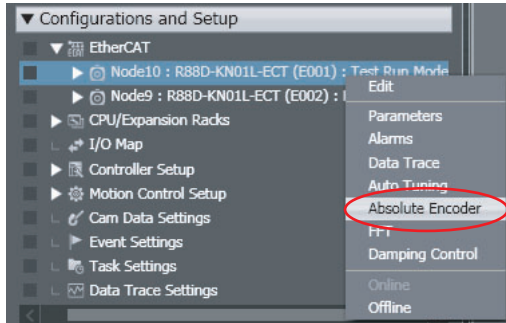 Configurations and Setup
EtherCAT
Node10 : R88D-KN01L-ECT (E001) : Test Run Mode
Node9 : R88D-KN01L-ECT (E002) :
CPU/Expansion Racks
I/O Map
Controller Setup
Motion Control Setup
Cam Data Settings
Event Settings
Task Settings
Data Trace Settings
Edit
Parameters
Alarms
Data Trace
Auto Tuning
Absolute Encoder
FFT
Damping Control
Online
Offline